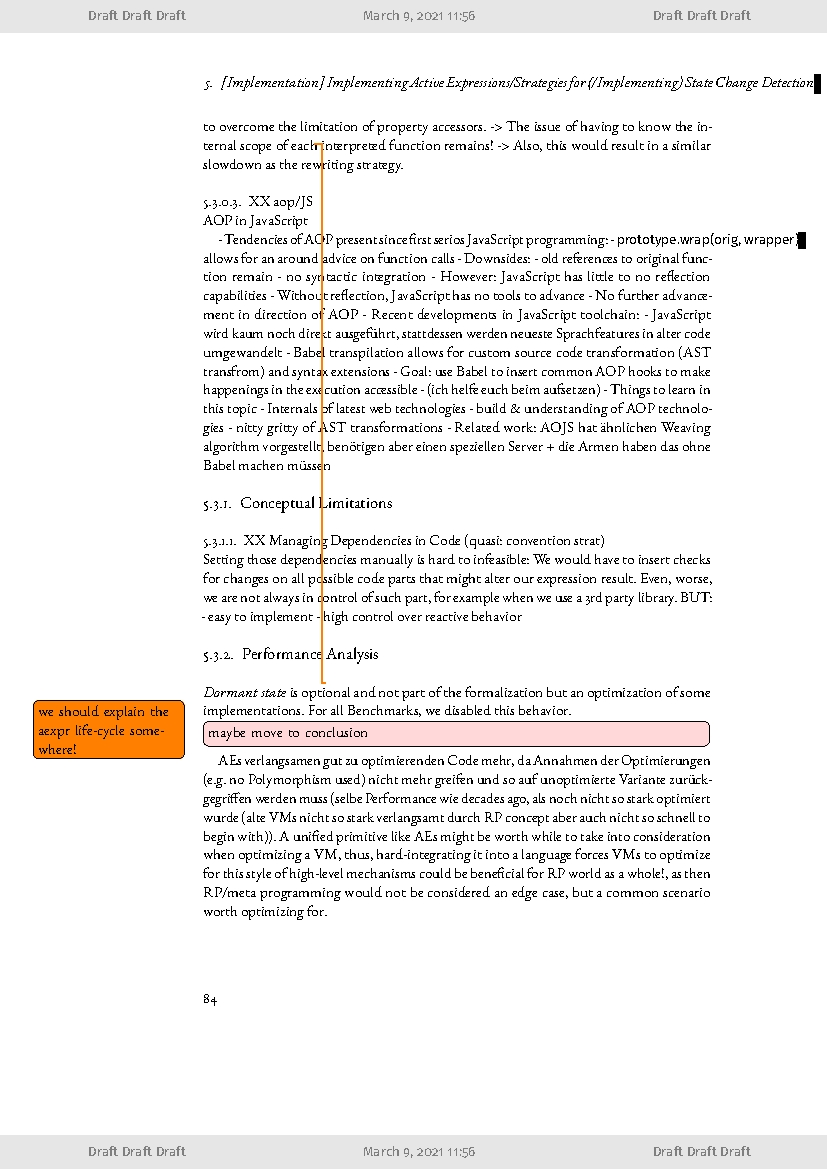 Draft Draft Draft March 9, 2021 11:56 Draft Draft Draft
5. [Implementation] Implementing Active Expressions/Strategies for (/Implementing) State Change Detection
to overcome the limitation of property accessors. -> The issue of having to know the in-
ternal scope of each interpreted function remains! -> Also, this would result in a similar
slowdown as the rewriting strategy.
5.3.0.3. XX aop/JS
AOP in JavaScript
- Tendencies of AOP present since first serios JavaScript programming: - prototype.wrap(orig, wrapper)
allows for an around advice on function calls - Downsides: - old references to original func-
tion remain - no syntactic integration - However: JavaScript has little to no reflection
capabilities - Without reflection, JavaScript has no tools to advance - No further advance-
ment in direction of AOP - Recent developments in JavaScript toolchain: - JavaScript
wird kaum noch direkt ausgeführt, stattdessen werden neueste Sprachfeatures in alter code
umgewandelt - Babel transpilation allows for custom source code transformation (AST
transfrom) and syntax extensions - Goal: use Babel to insert common AOP hooks to make
happenings in the execution accessible - (ich helfe euch beim aufsetzen) - Things to learn in
this topic - Internals of latest web technologies - build & understanding of AOP technolo-
gies - nitty gritty of AST transformations - Related work: AOJS hat ähnlichen Weaving
algorithm vorgestellt, benötigen aber einen speziellen Server + die Armen haben das ohne
Babel machen müssen
5.3.1. Conceptual Limitations
5.3.1.1. XX Managing Dependencies in Code (quasi: convention strat)
Setting those dependencies manually is hard to infeasible: We would have to insert checks
for changes on all possible code parts that might alter our expression result. Even, worse,
we are not always in control of such part, for example when we use a 3rd party library. BUT:
- easy to implement - high control over reactive behavior
5.3.2. Performance Analysis
Dormant state is optional and not part of the formalization but an optimization of some
implementations. For all Benchmarks, we disabled this behavior.
we should explain the
aexpr life-cycle some-
where!
maybe move to conclusion
AEs verlangsamen gut zu optimierenden Code mehr, da Annahmen der Optimierungen
(e.g. no Polymorphism used) nicht mehr greifen und so auf unoptimierte Variante zurück-
gegriffen werden muss (selbe Performance wie decades ago, als noch nicht so stark optimiert
wurde (alte VMs nicht so stark verlangsamt durch RP concept aber auch nicht so schnell to
begin with)). A unified primitive like AEs might be worth while to take into consideration
when optimizing a VM, thus, hard-integrating it into a language forces VMs to optimize
for this style of high-level mechanisms could be beneficial for RP world as a whole!, as then
RP/meta programming would not be considered an edge case, but a common scenario
worth optimizing for.
84
Draft Draft Draft March 9, 2021 11:56 Draft Draft Draft